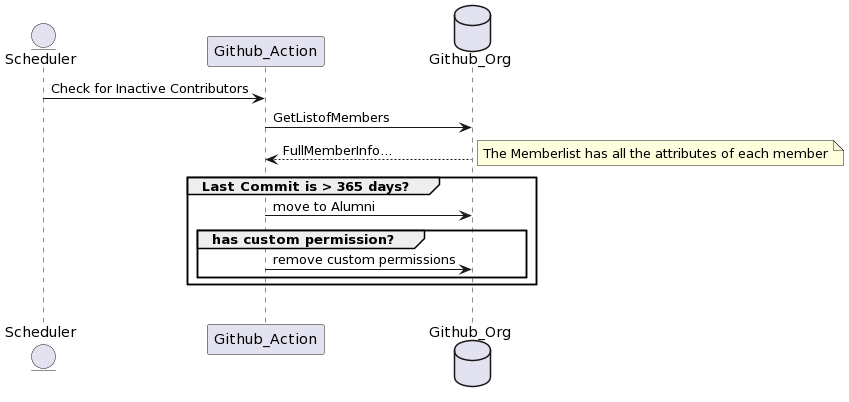 Scheduler
Github_Action
Github_Org
Check for Inactive Contributors
GetListofMembers
FullMemberInfo...
The Memberlist has all the attributes of each member
Last Commit is > 365 days?
move to Alumni
has custom permission?
remove custom permissions
Scheduler
Github_Action
Github_Org